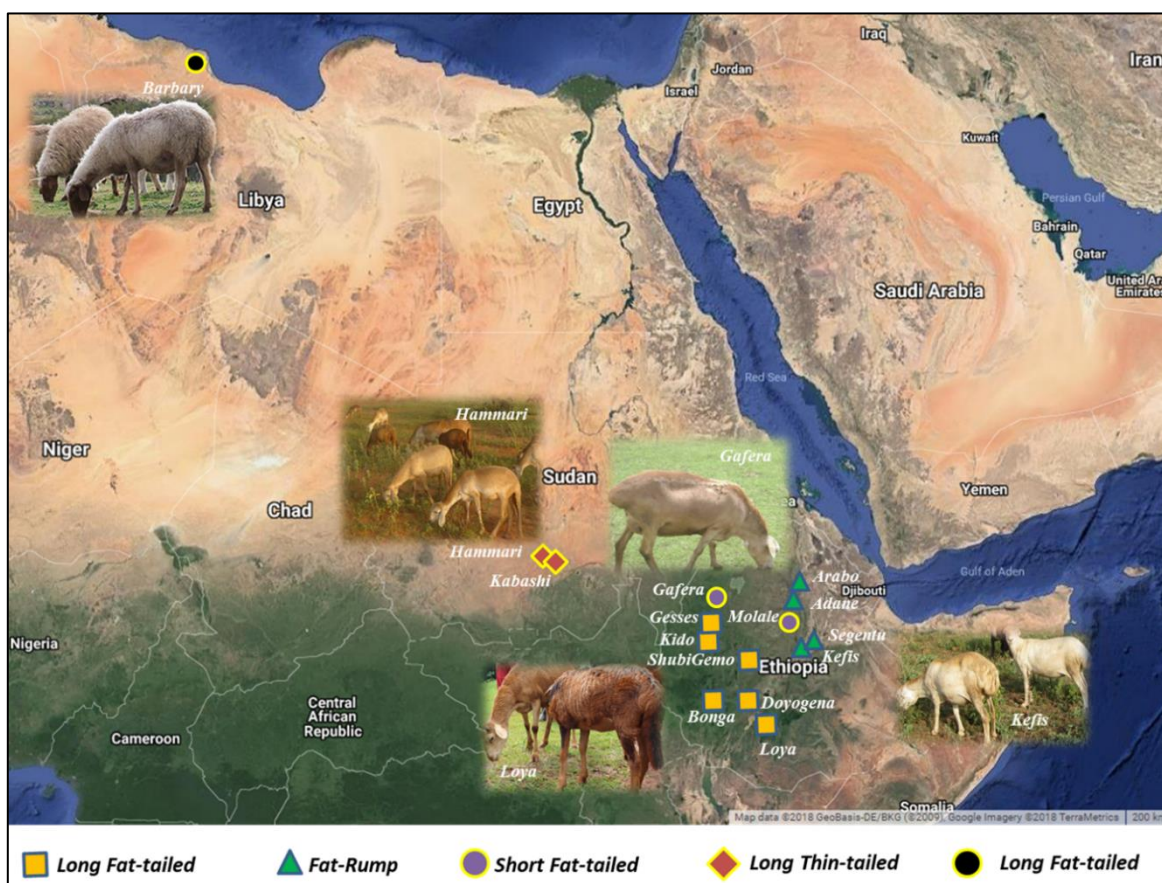 Iraq
Iran
Jordan
Israel
Barbary
Kuwait
Persian Gulf
Libya
Egypt
Bahrain
Qatar
United Ara
Emirates
Saudi Arabia
Red Sea
Hammari
Gafera
Niger
Sudan
Yemen
Chad
ea
Hammari
Kabashi
Gulf of Aden
Arabo
Djibouti
Gafera
Adane
Gesses
Molale
Nigeria
Kido
Segentu
ShubiGemo
Kefis
Ethiopia
Central
African
Republic
Bonga
Doyogena
Kefis
Cameroon
Loya
Loya
Somalia
Map data ©2018 GeoBasis-DE/BKG (©2009), Google Imagery ©2018 TerraMetrics
200 km
Long Fat-tailed
Fat-Rump
Short Fat-tailed
Long Thin-tailed
Long Fat-tailed